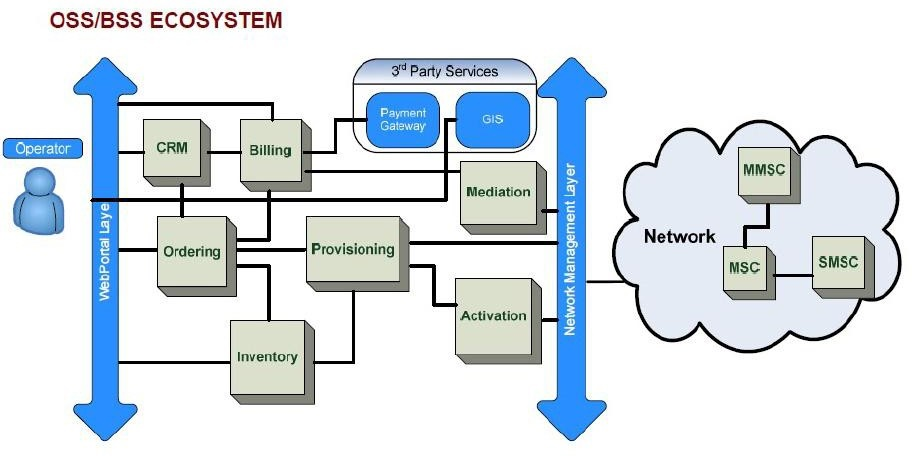 OSS/BSS ECOSYSTEM
3rd Party Services
Payment
Gateway
GIS
Operator
CRM
Billing
Mediation
WebPortal Laye
Ordering
Provisioning
Activation
Inventory
Network Management Layer
Network
MMSC
MSC
SMSC